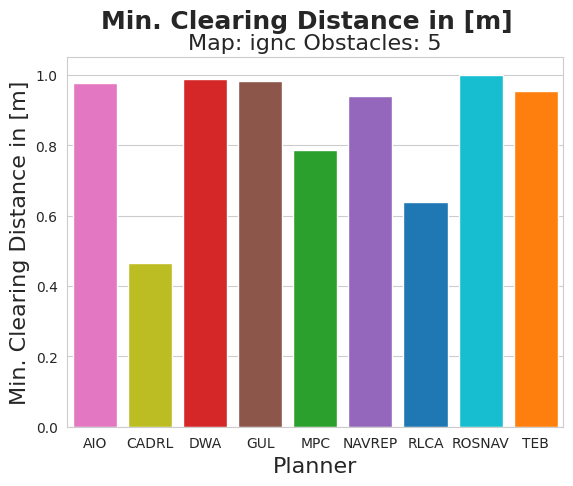 Min. Clearing Distance in [m]
Map: ignc Obstacles: 5
Min. Clearing Distance in [m]
1.0
0.8
0.6
0.4
0.2
0.0
AIO CADRL DWA GUL MPC NAVREP RLCA ROSNAV TEB
Planner